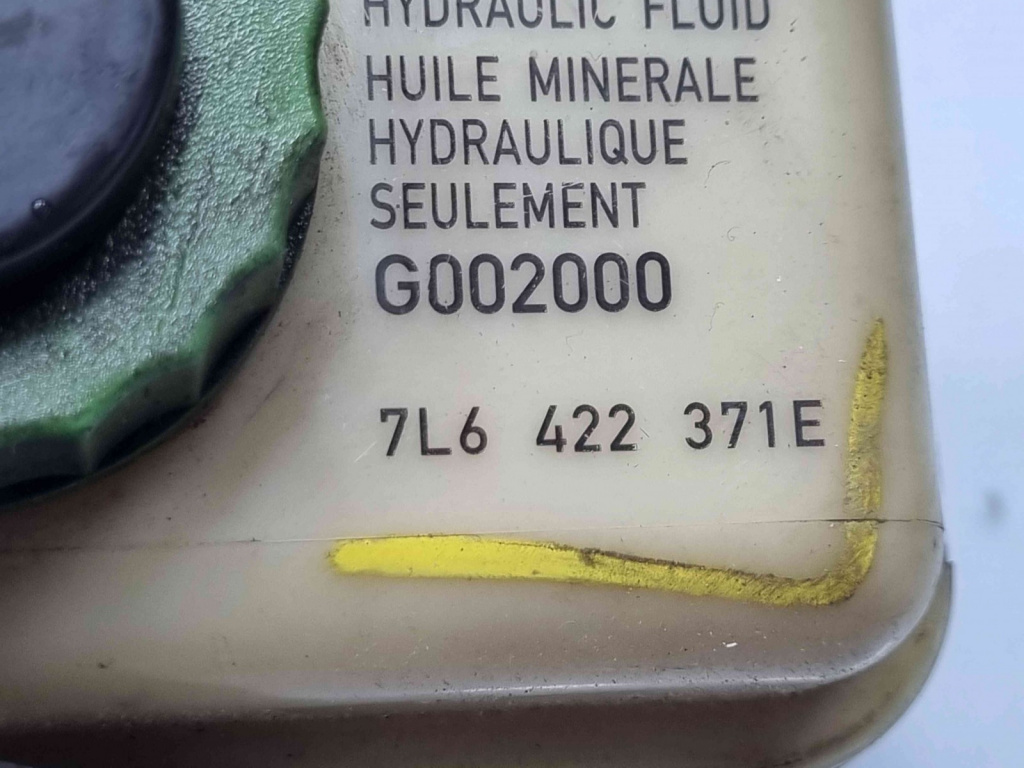 HYDRAULIC FLUID
HUILE MINERALE
HYDRAULIQUE
SEULEMENT
G002000
7L6 422 371E